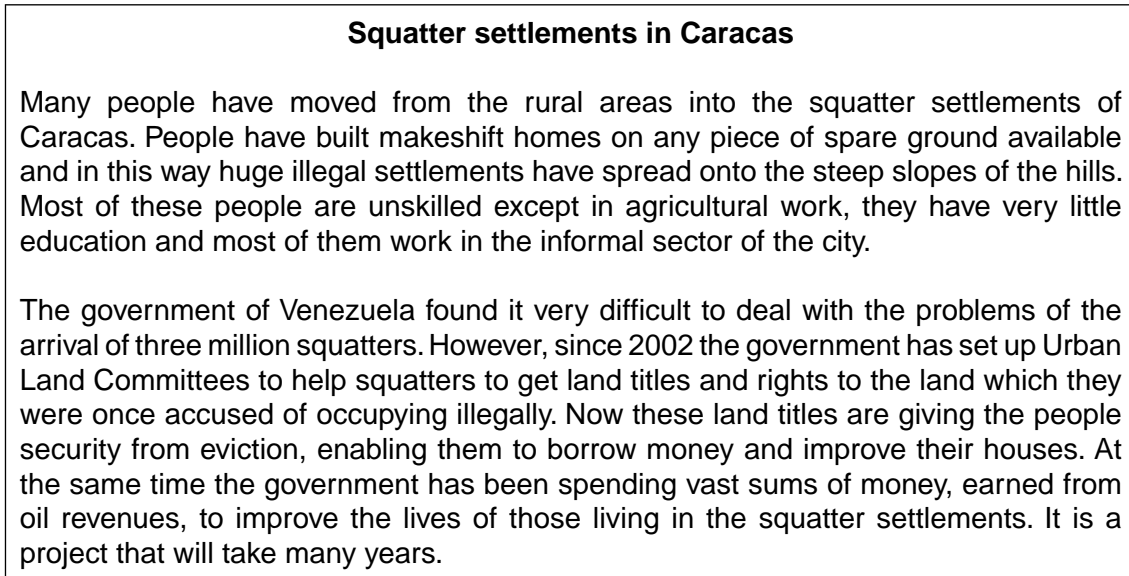 Squatter settlements in Caracas
Many people have moved from the rural areas into the squatter settlements of
Caracas. People have built makeshift homes on any piece of spare ground available
and in this way huge illegal settlements have spread onto the steep slopes of the hills.
Most of these people are unskilled except in agricultural work, they have very little
education and most of them work in the informal sector of the city.
The government of Venezuela found it very difficult to deal with the problems of the
arrival of three million squatters. However, since 2002 the government has set up Urban
Land Committees to help squatters to get land titles and rights to the land which they
were once accused of occupying illegally. Now these land titles are giving the people
security from eviction, enabling them to borrow money and improve their houses. At
the same time the government has been spending vast sums of money, earned from
oil revenues, to improve the lives of those living in the squatter settlements. It is a
project that will take many years.